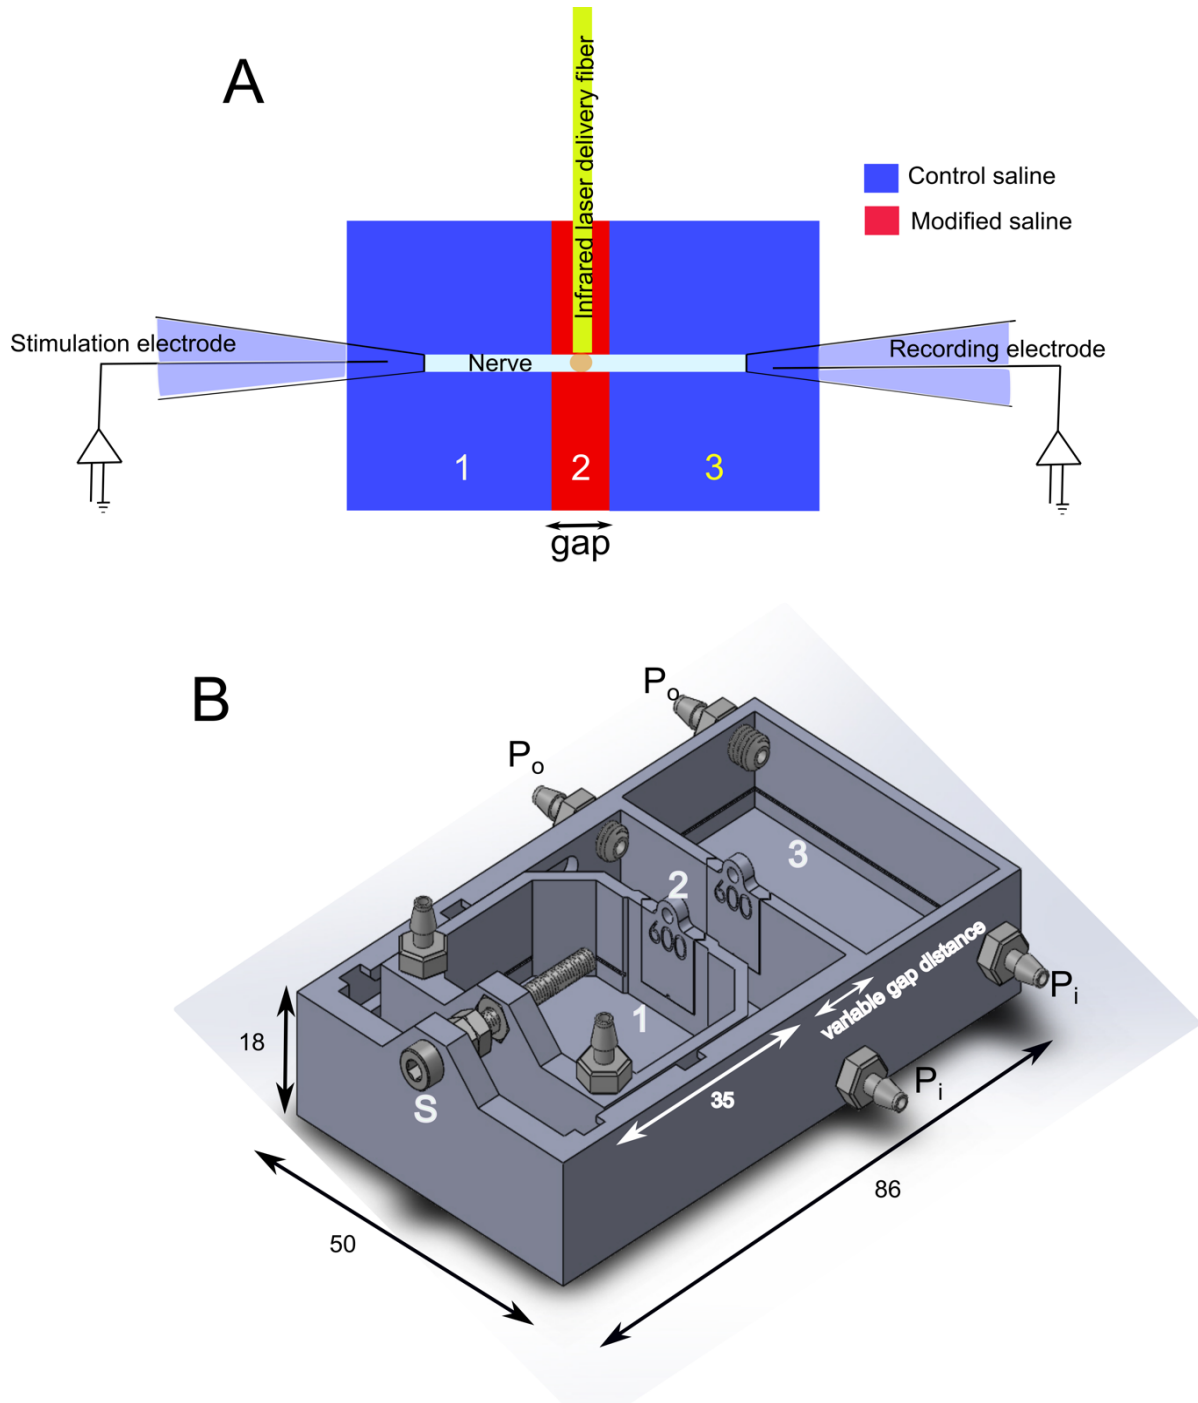 A
Infrared laser delivery fiber
Control saline
Modified saline
Stimulation electrode
Nerve
Recording electrode
1
2
3
gap
B
Po
Po
3
2
600
600
1
S
18
variable gap distance
35
Pi
Pi
86
50